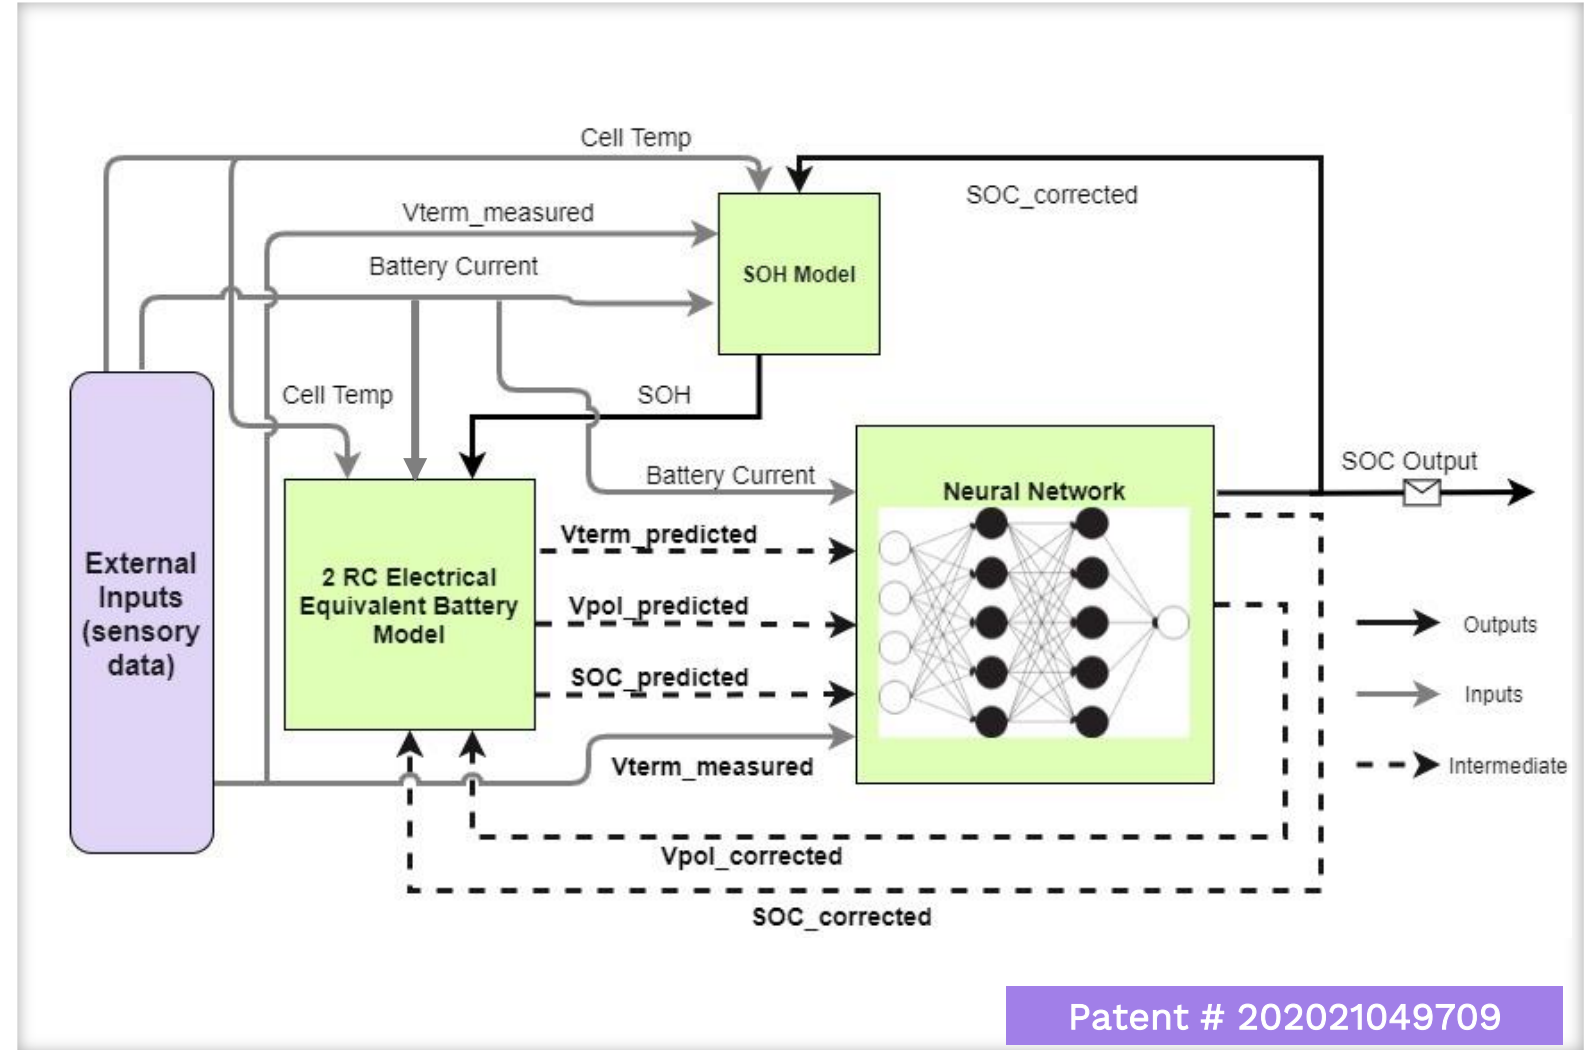 Cell Temp
SOC_corrected
Vterm_measured
Battery Current
SOH Model
Cell Temp
SOH
SOC Output
Battery Current
Neural Network
Vterm_predicted
External
Inputs
(sensory
data)
2 RC Electrical
Equivalent Battery
Model
Vpol_predicted
SOC_predicted
Vterm_measured
Outputs
Inputs
Intermediate
Vpol_corrected
SOC_corrected
Patent # 202021049709